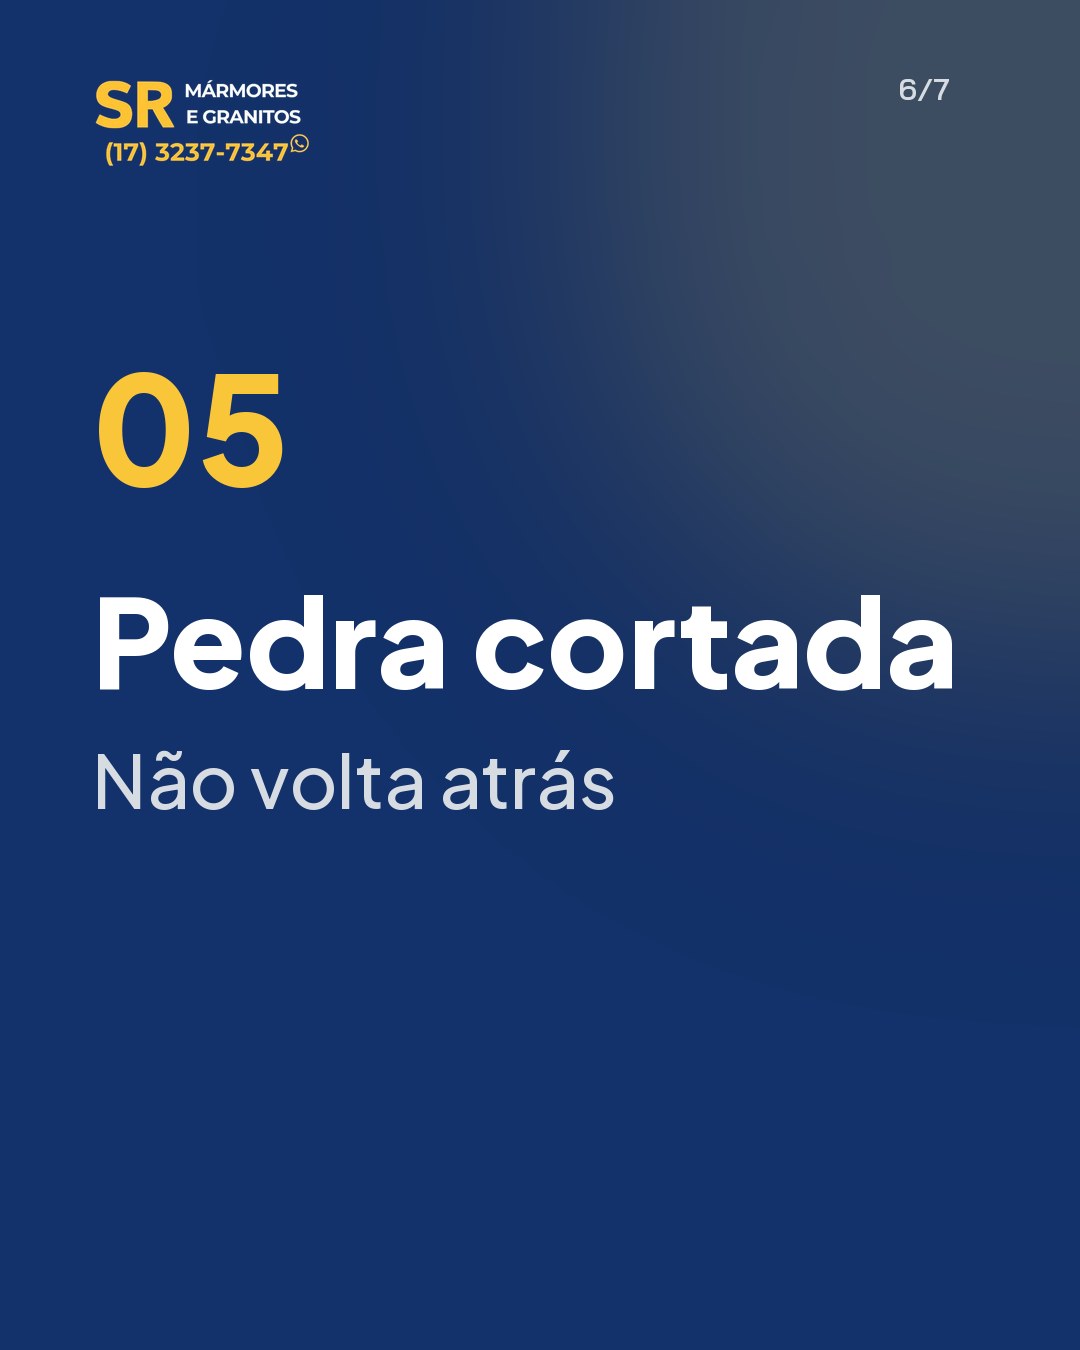 SR MÁRMORES
E GRANITOS
(17) 3237-7347
6/7
05
Pedra cortada
Não volta atrás